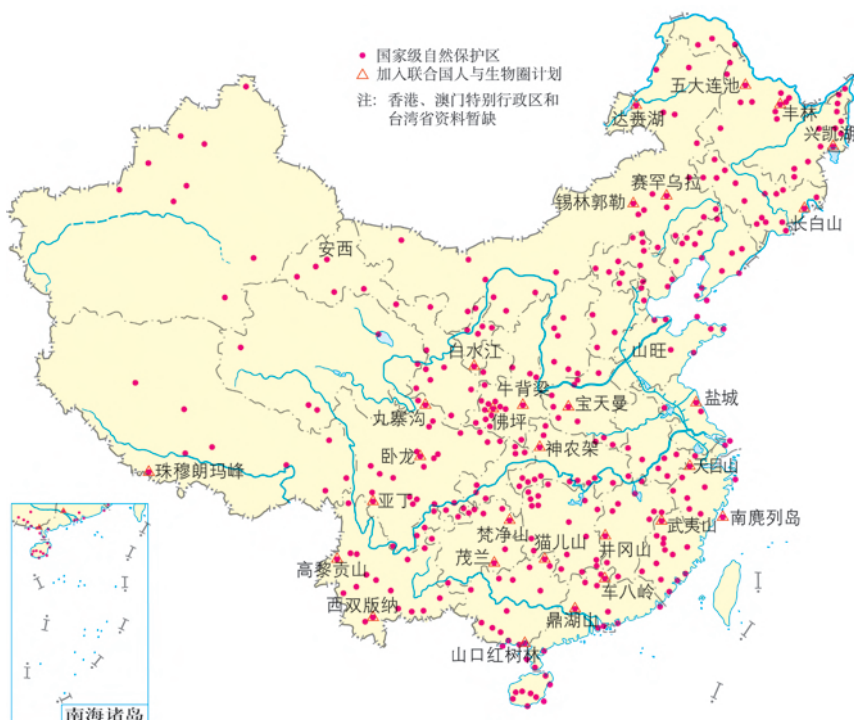 国家级自然保护区
加入联合国人与生物圈计划
注: 香港、澳门特别行政区和
台湾省资料暂缺
五大连池
达赉湖
丰林
兴凯湖
赛罕乌拉
锡林郭勒
长白山
安西
白水江
山旺
牛背梁
宝天曼
盐城
九寨沟
佛坪
卧龙
神农架
天目山
珠穆朗玛峰
亚丁
梵净山
武夷山
南麂列岛
猫儿山
井冈山
高黎贡山
茂兰
车八岭
西双版纳
鼎湖山
山口红树林
南海诸岛